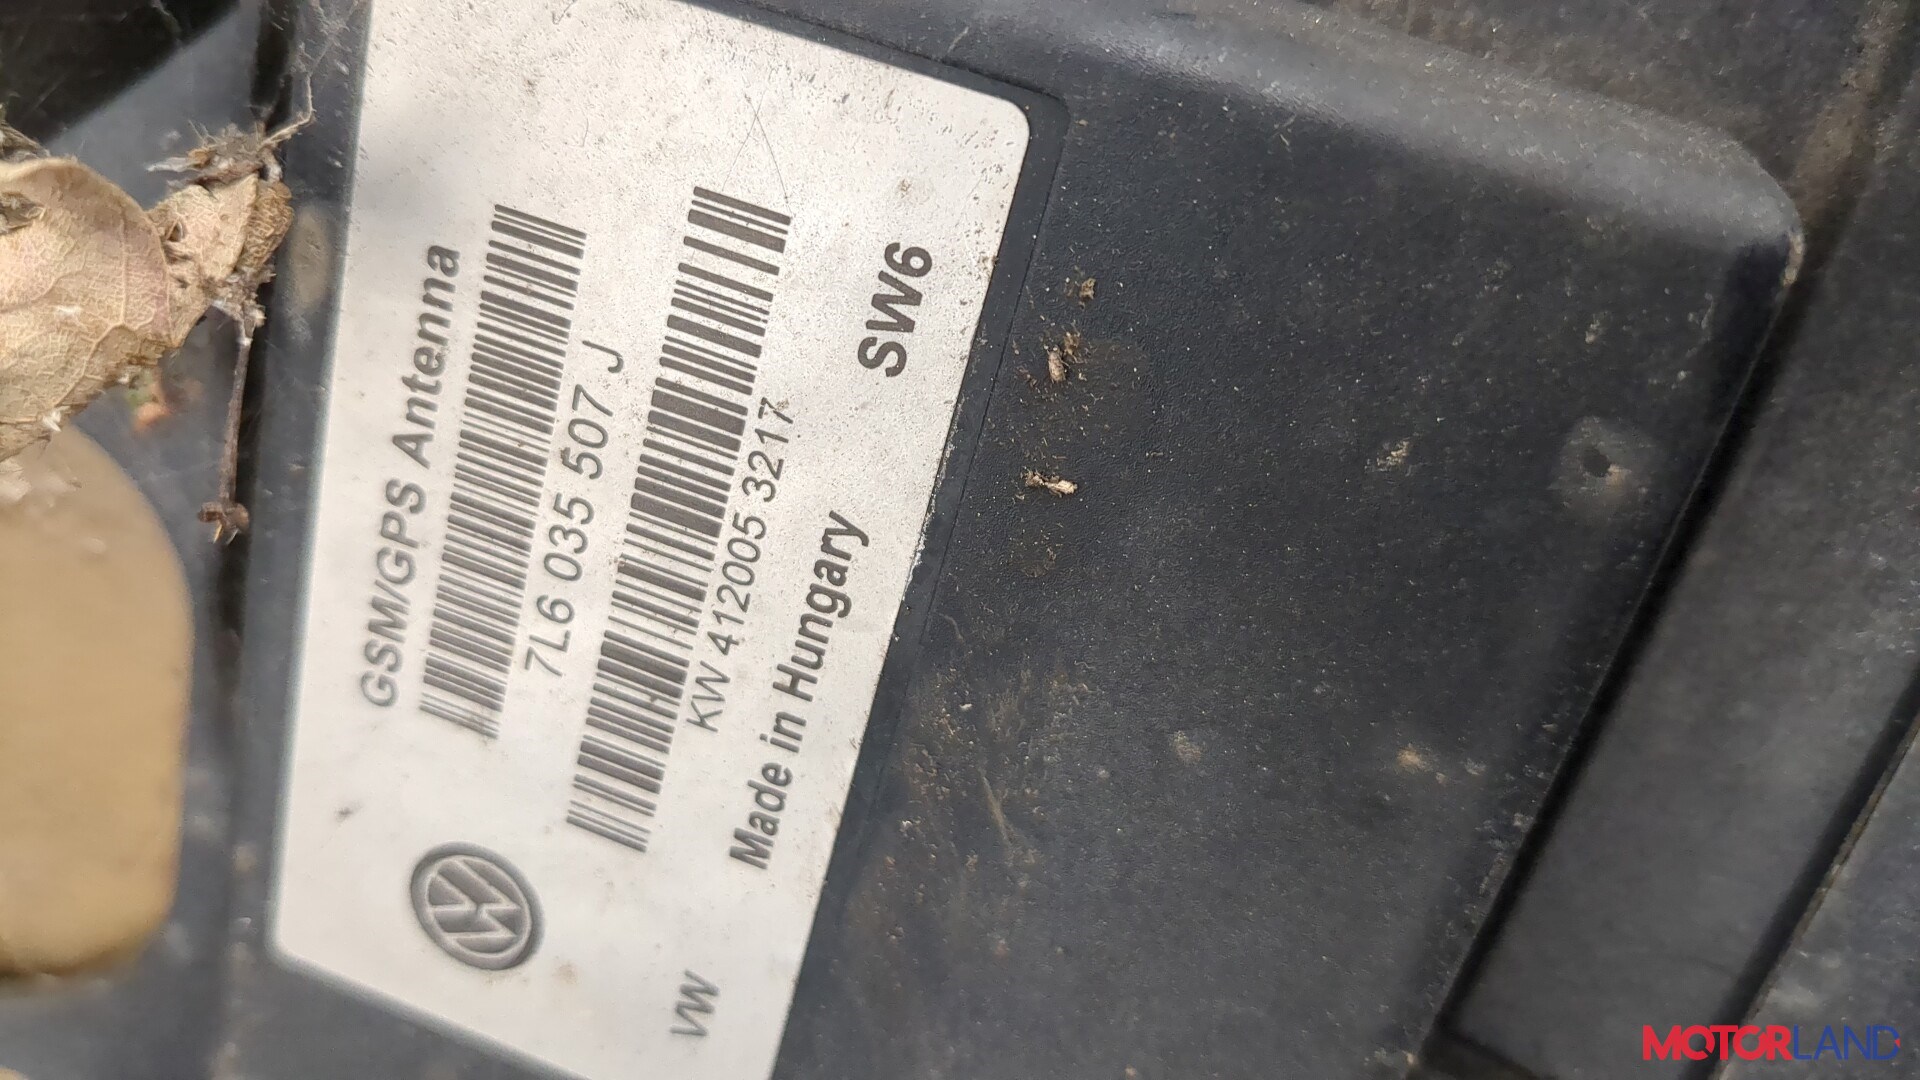 GSM/GPS Antenna
7L6 035 507 J
KW 412005 3217
Made in Hungary
SW6
VW
MOTORLAND